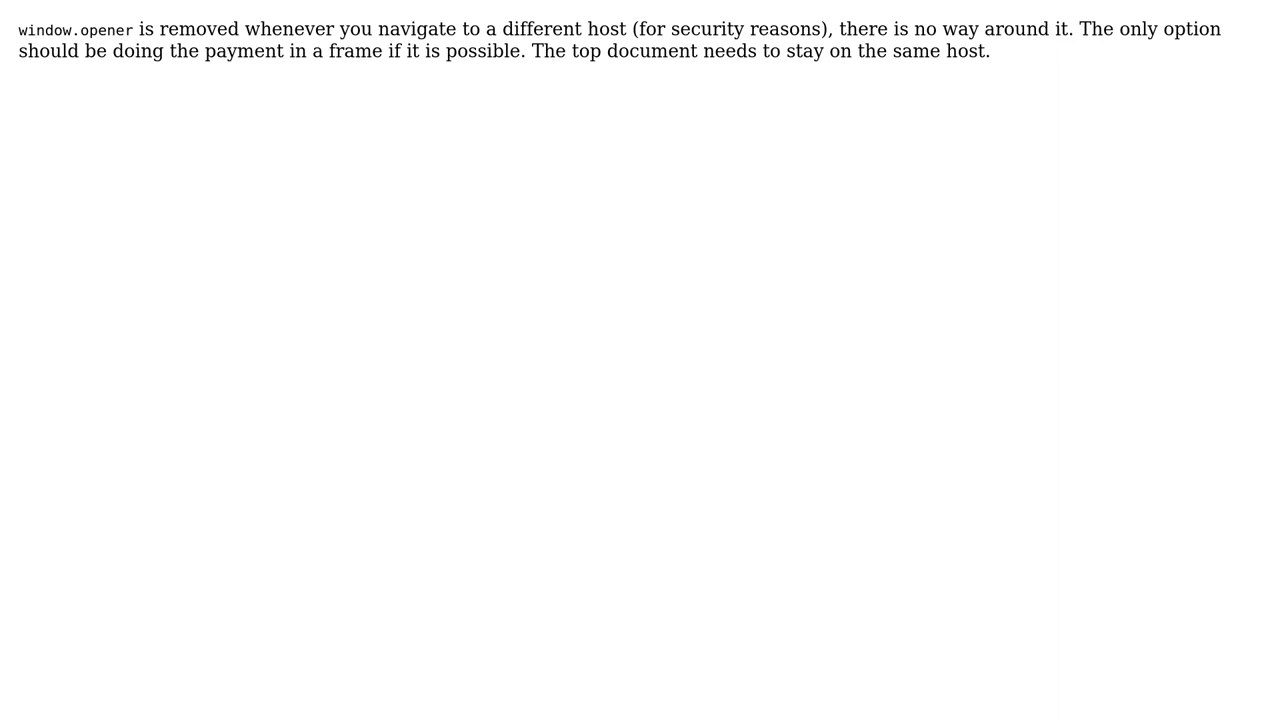 window.opener is removed whenever you navigate to a different host (for security reasons), there is no way around it. The only option
should be doing the payment in a frame if it is possible. The top document needs to stay on the same host.